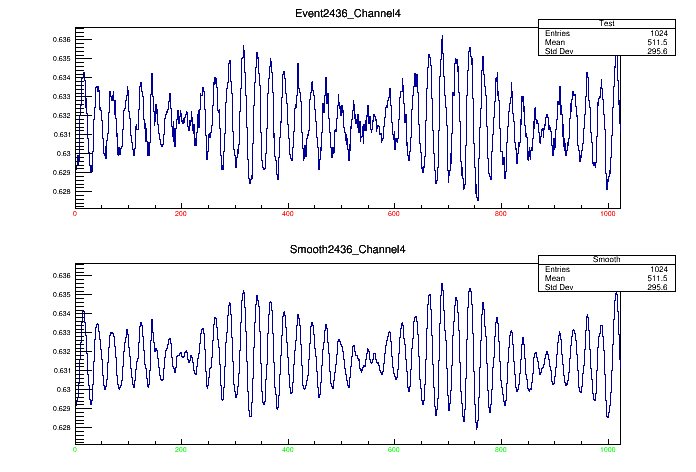 Event2436_Channel4
Test
Entries 1024
Mean 511.5
Std Dev 295.6
0.636
0.635
0.634
0.633
0.632
0.631
0.63
0.629
0.628
0 200 400 600 800 1000
Smooth2436_Channel4
Smooth
Entries 1024
Mean 511.5
Std Dev 295.6
0.636
0.635
0.634
0.633
0.632
0.631
0.63
0.629
0.628
0 200 400 600 800 1000